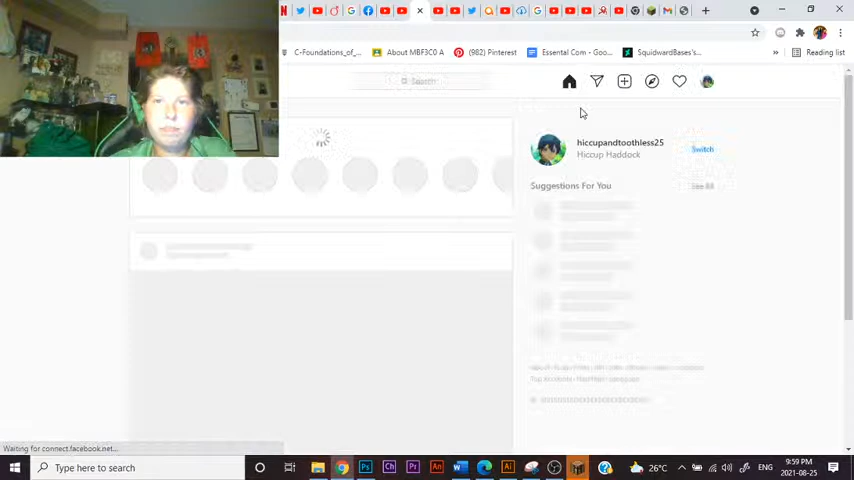 C-Foundations_of_...
About MBF3C0 A
(982) Pinterest
Essental Com - Goo...
SquidwardBases's...
»
Reading list
Search
hiccupandtoothless25
Hiccup Haddock
Switch
Suggestions For You
See All
Waiting for connect.facebook.net...
Type here to search
26°C
ENG
9:59 PM
2021-08-25